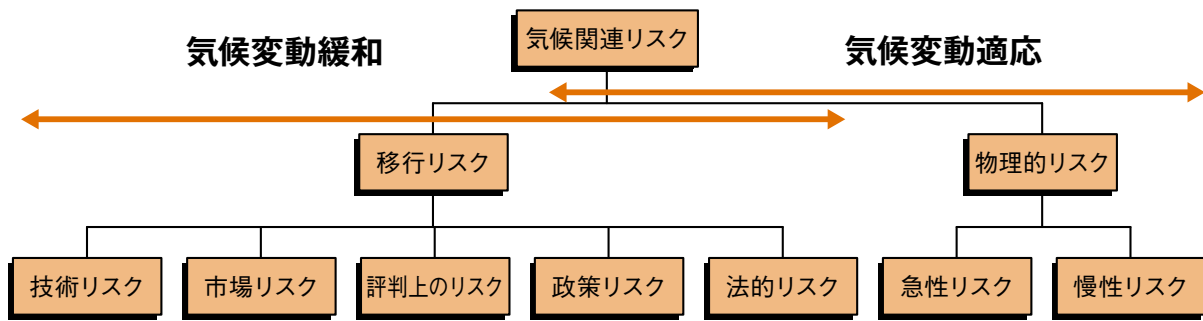 気候関連リスク
気候変動緩和
気候変動適応
移行リスク
物理的リスク
技術リスク
市場リスク
評判上のリスク
政策リスク
法的リスク
急性リスク
慢性リスク